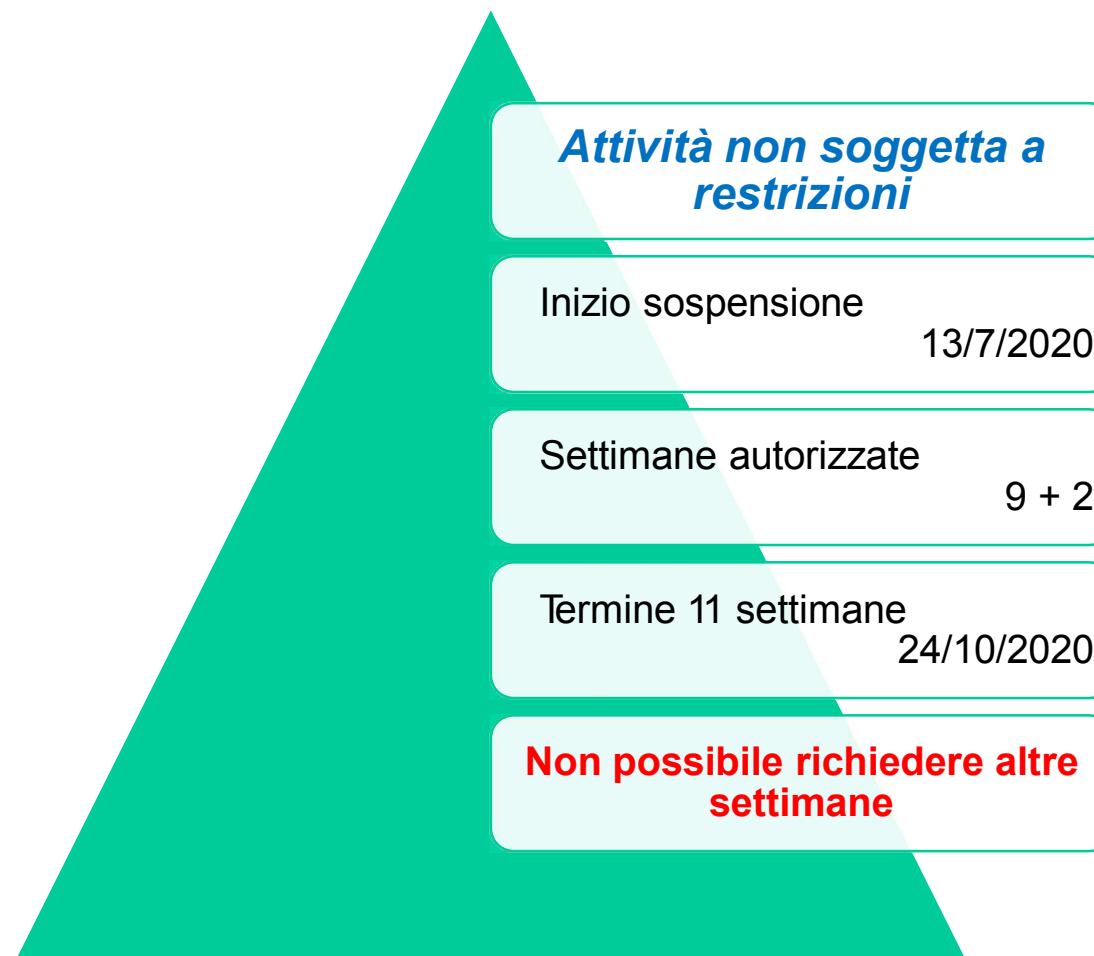 Attività non soggetta a
restrizioni
Inizio sospensione
13/7/2020
Settimane autorizzate
9 + 2
Termine 11 settimane
24/10/2020
Non possibile richiedere altre
settimane